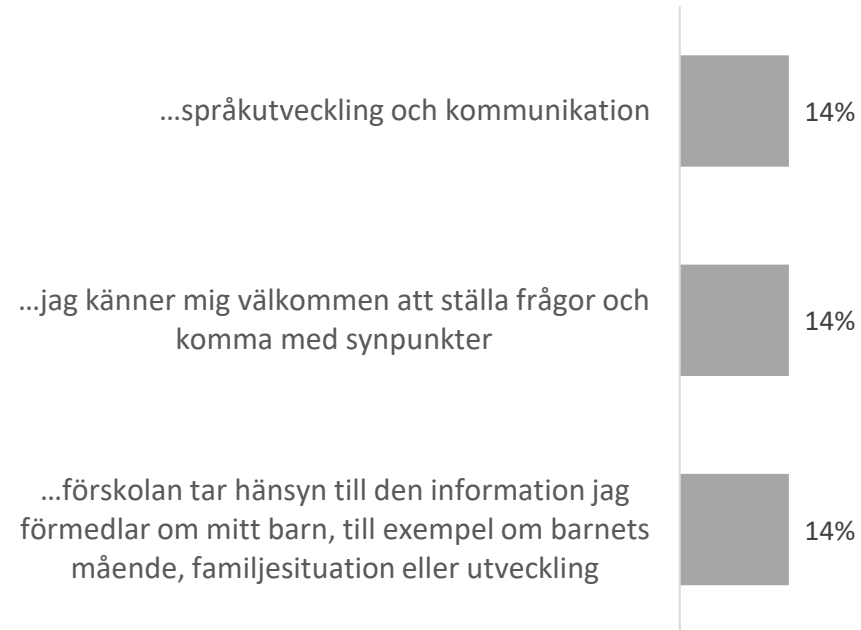 ...språkutveckling och kommunikation
14%
...jag känner mig välkommen att ställa frågor och
komma med synpunkter
14%
...förskolan tar hänsyn till den information jag
förmedlar om mitt barn, till exempel om barnets
mående, familjesituation eller utveckling
14%